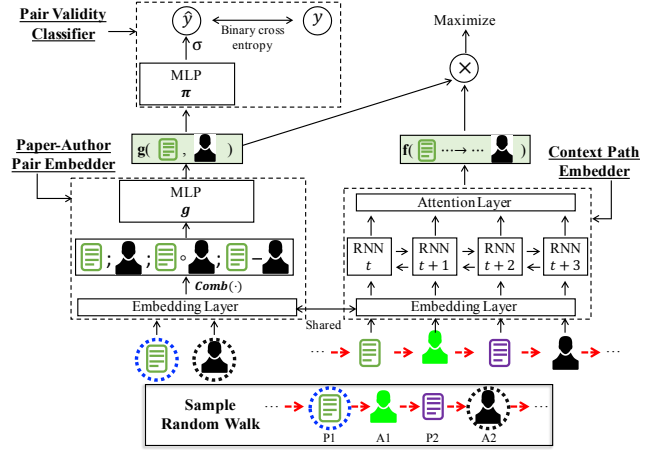 Pair Validity
Classifier
ŷ
Binary cross
entropy
y
σ
MLP
π
Maximize
×
Paper-Author
Pair Embedder
g( , )
f( ⋯→⋯ )
Context Path
Embedder
MLP
g
Attention Layer
RNN
t
RNN
t + 1
RNN
t + 2
RNN
t + 3
; ; ∘ ; −
Comb(·)
Embedding Layer
Shared
Embedding Layer
⋯ ⋯
Sample
Random Walk
⋯ ⋯
P1 A1 P2 A2